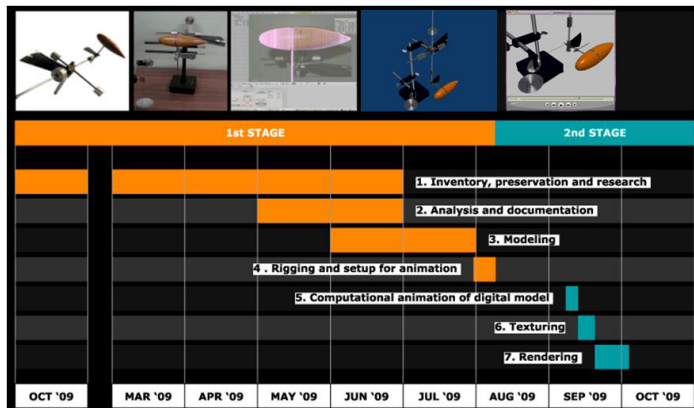 1st STAGE
2nd STAGE
1. Inventory, preservation and research
2. Analysis and documentation
3. Modeling
4 . Rigging and setup for animation
5. Computational animation of digital model
6. Texturing
7. Rendering
OCT ‘09
MAR ‘09
APR ‘09
MAY ‘09
JUN ‘09
JUL ‘09
AUG ‘09
SEP ‘09
OCT ‘09